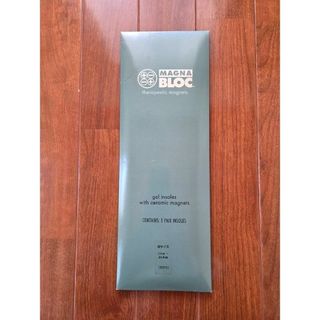 MAGNA
BLOC
therapeutic magnets
gel insoles
with ceramic magnets
CONTAINS: 1 PAIR INSOLES